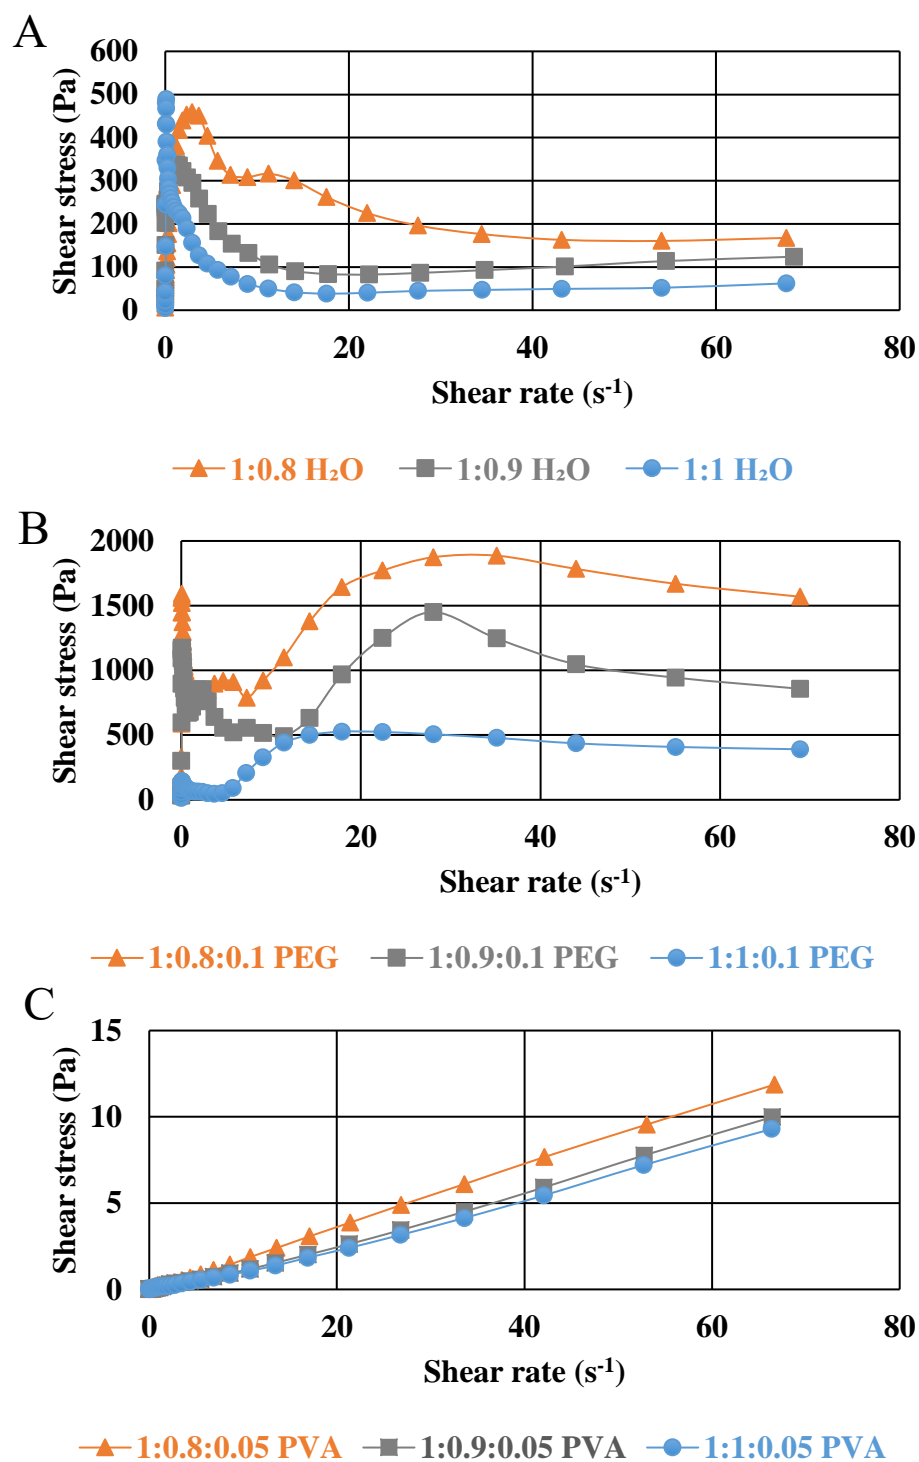 A
Shear stress (Pa)
600
500
400
300
200
100
0
0 20 40 60 80
Shear rate (s⁻¹)
1:0.8 H₂O 1:0.9 H₂O 1:1 H₂O
B
Shear stress (Pa)
2000
1500
1000
500
0
0 20 40 60 80
Shear rate (s⁻¹)
1:0.8:0.1 PEG 1:0.9:0.1 PEG 1:1:0.1 PEG
C
Shear stress (Pa)
15
10
5
0
0 20 40 60 80
Shear rate (s⁻¹)
1:0.8:0.05 PVA 1:0.9:0.05 PVA 1:1:0.05 PVA